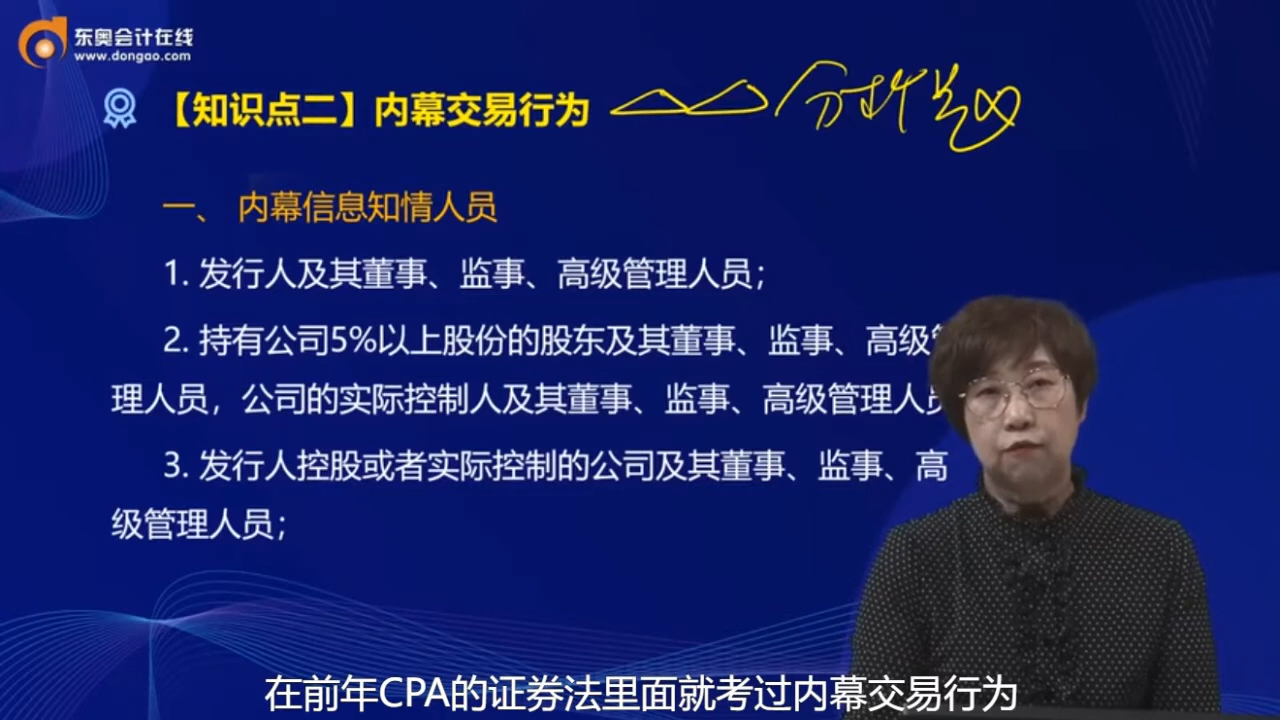 东奥会计在线
www.dongao.com
【知识点二】内幕交易行为
分析题
一、 内幕信息知情人员
1. 发行人及其董事、监事、高级管理人员；
2. 持有公司5%以上股份的股东及其董事、监事、高级管
理人员，公司的实际控制人及其董事、监事、高级管理人员
3. 发行人控股或者实际控制的公司及其董事、监事、高
级管理人员；
在前年CPA的证券法里面就考过内幕交易行为